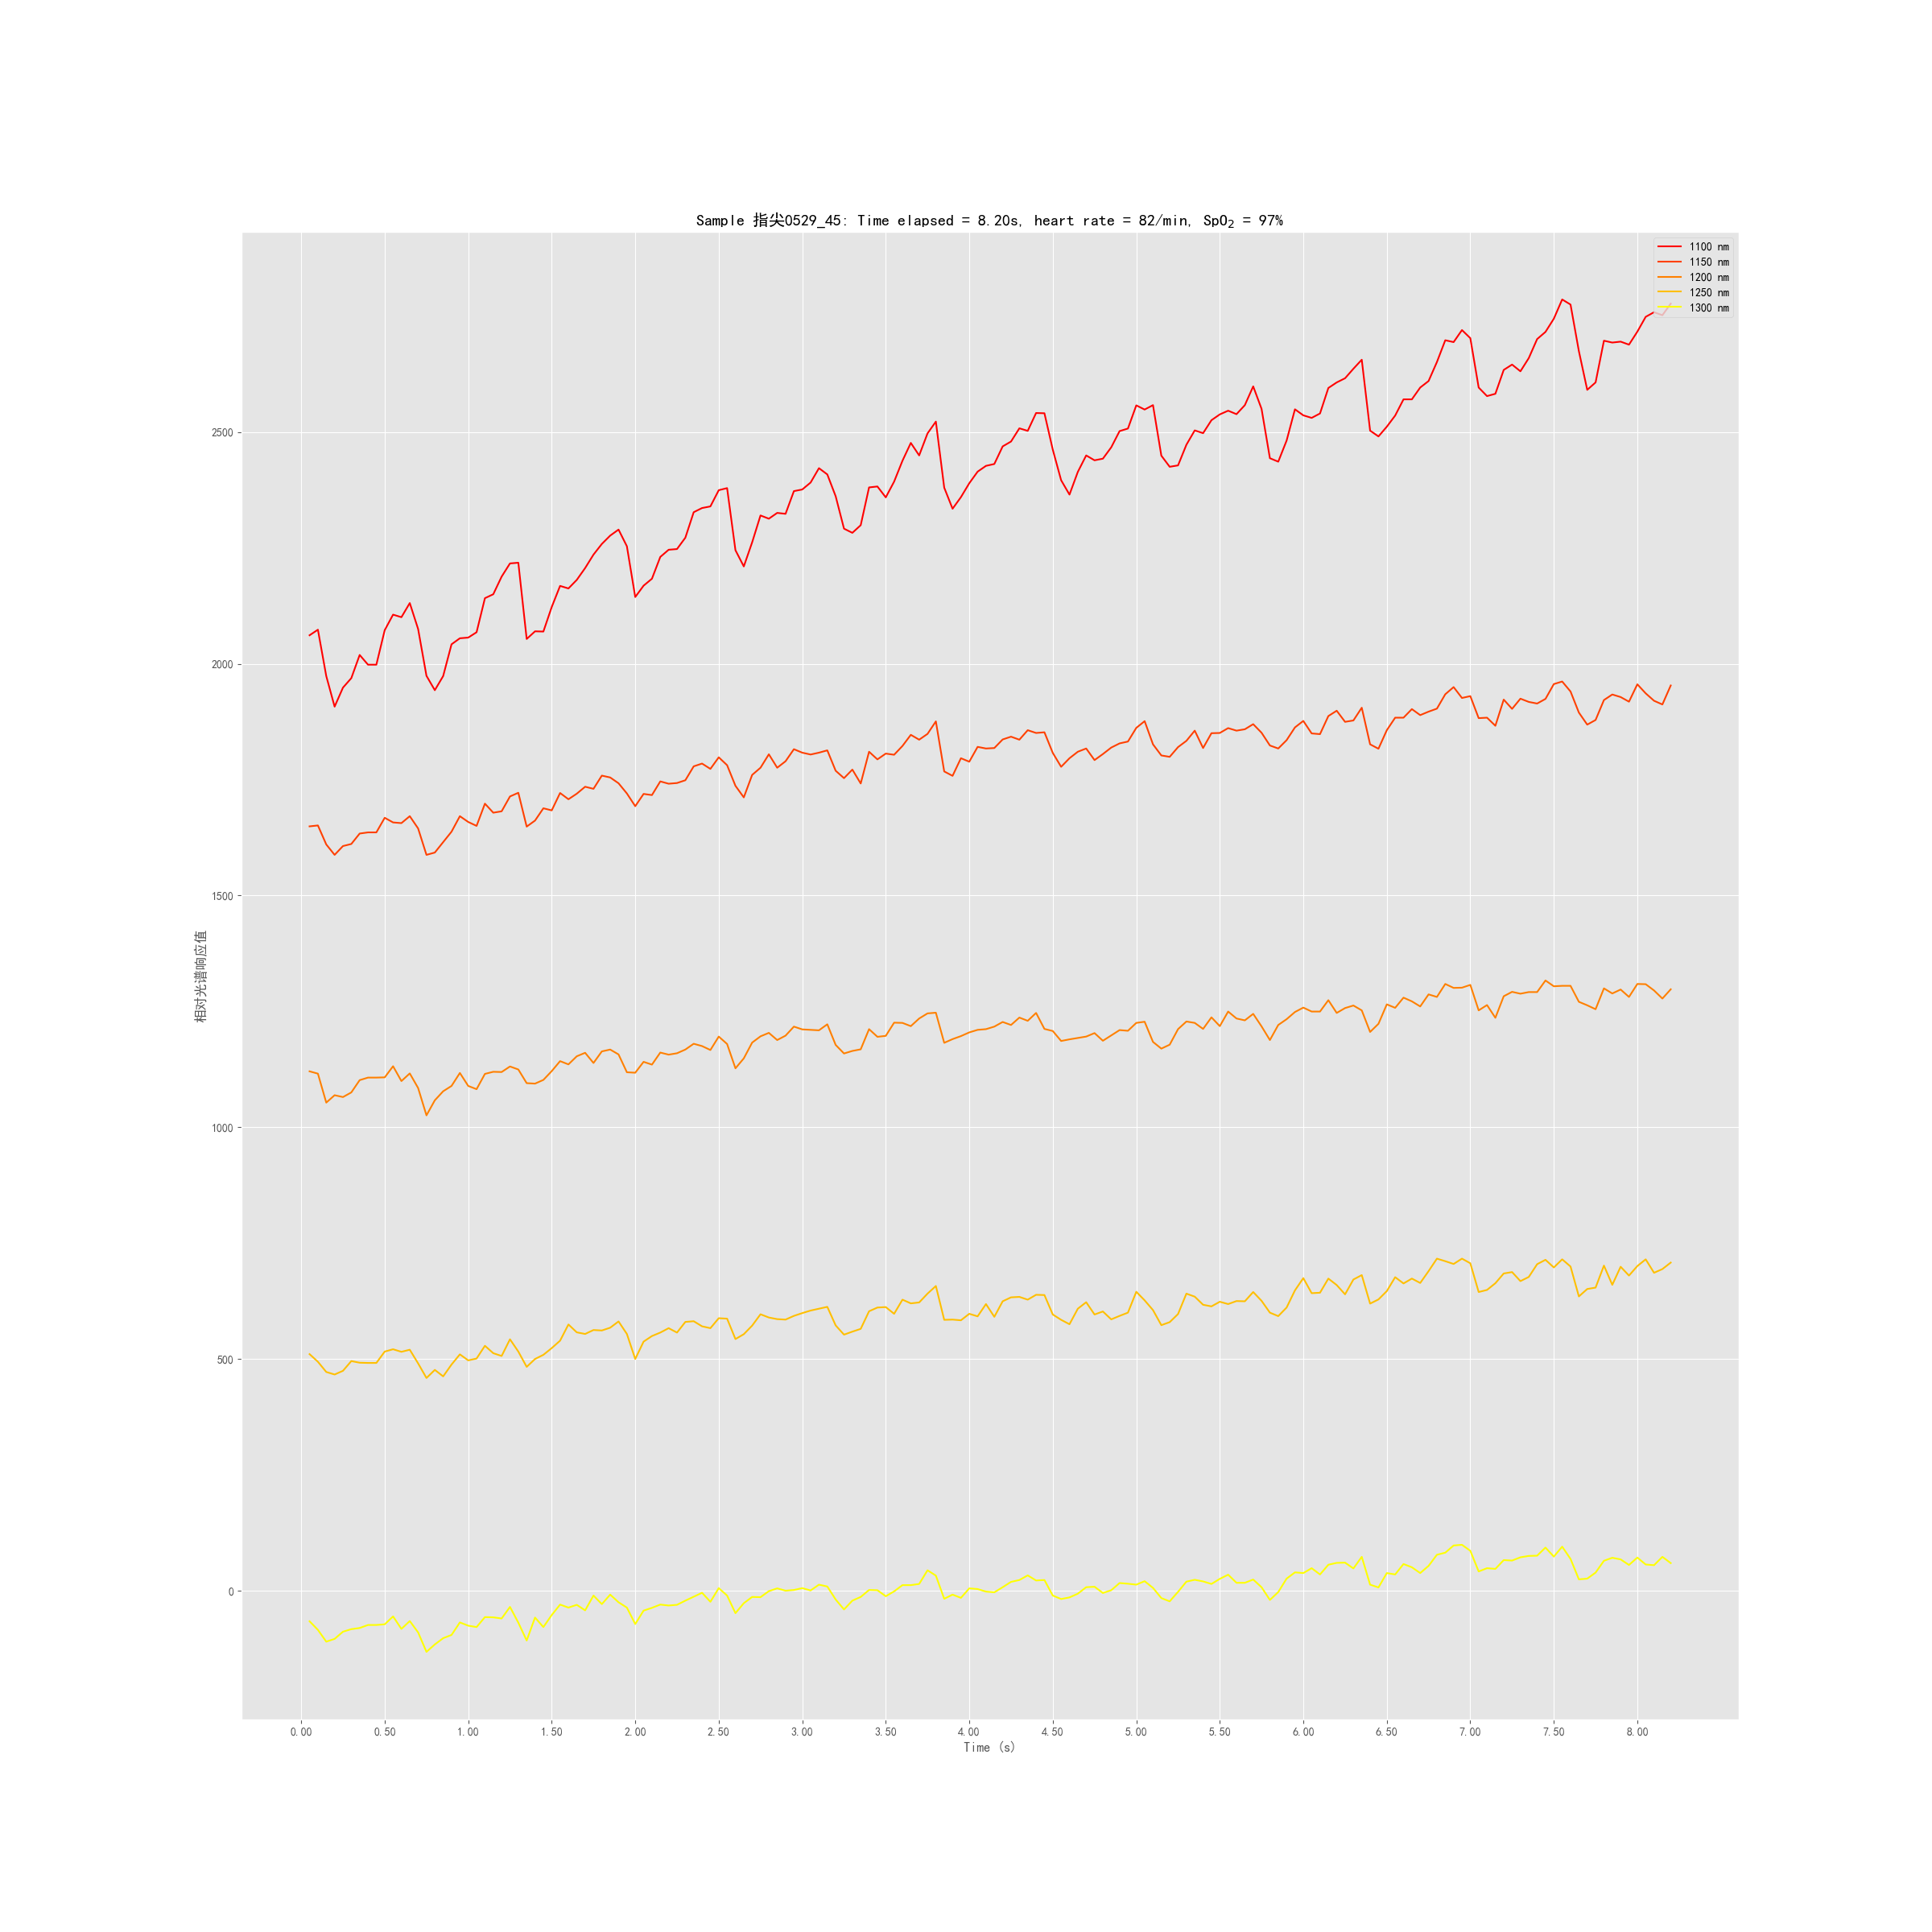 Sample 指尖0529_45: Time elapsed = 8.20s, heart rate = 82/min, SpO₂ = 97%
1100 nm
1150 nm
1200 nm
1250 nm
1300 nm
2500
2000
1500
1000
500
0
相对光谱响应值
0.00 0.50 1.00 1.50 2.00 2.50 3.00 3.50 4.00 4.50 5.00 5.50 6.00 6.50 7.00 7.50 8.00
Time (s)